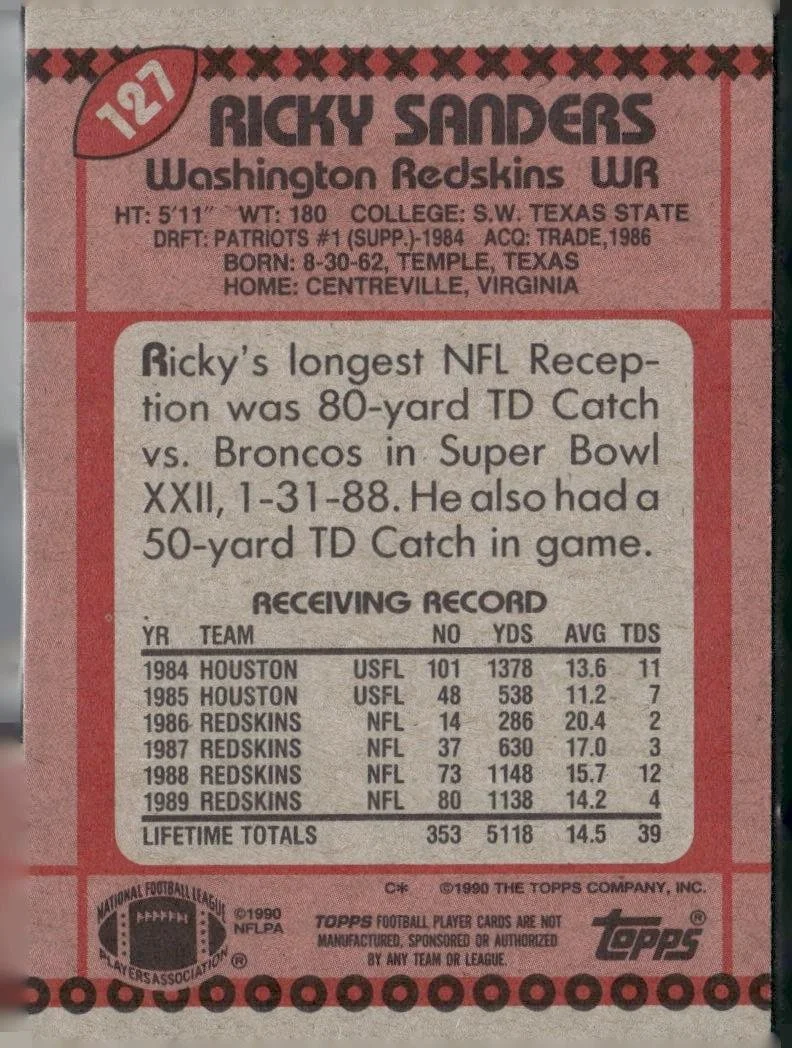 127
RICKY SANDERS
Washington Redskins WR
HT: 5'11" WT: 180 COLLEGE: S.W. TEXAS STATE
DRFT: PATRIOTS #1 (SUPP.)-1984 ACQ: TRADE,1986
BORN: 8-30-62, TEMPLE, TEXAS
HOME: CENTREVILLE, VIRGINIA
Ricky's longest NFL Recep-
tion was 80-yard TD Catch
vs. Broncos in Super Bowl
XXII, 1-31-88. He also had a
50-yard TD Catch in game.
RECEIVING RECORD
YR TEAM NO YDS AVG TDS
1984 HOUSTON USFL 101 1378 13.6 11
1985 HOUSTON USFL 48 538 11.2 7
1986 REDSKINS NFL 14 286 20.4 2
1987 REDSKINS NFL 37 630 17.0 3
1988 REDSKINS NFL 73 1148 15.7 12
1989 REDSKINS NFL 80 1138 14.2 4
LIFETIME TOTALS 353 5118 14.5 39
C* ©1990 THE TOPPS COMPANY, INC.
NATIONAL FOOTBALL LEAGUE
PLAYERS ASSOCIATION ®
©1990
NFLPA
TOPPS FOOTBALL PLAYER CARDS ARE NOT
MANUFACTURED, SPONSORED OR AUTHORIZED
BY ANY TEAM OR LEAGUE.
topps ®